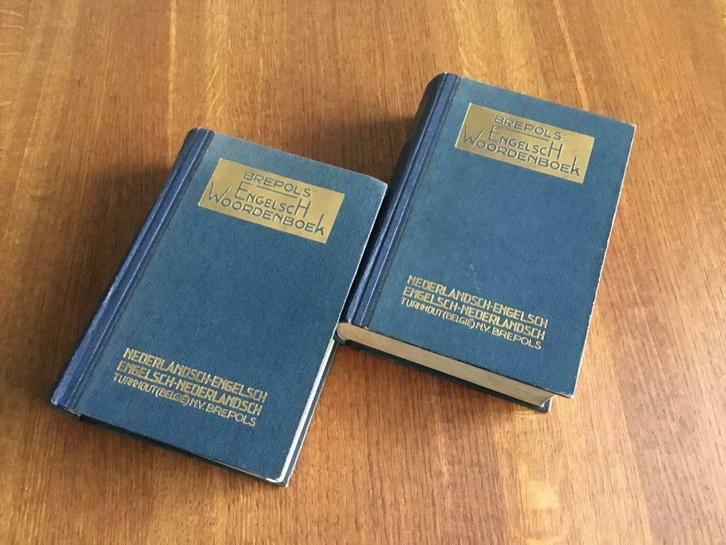 BREPOLS'
ENGELSCH
WOORDENBOEK
NEDERLANDSCH-ENGELSCH
ENGELSCH-NEDERLANDSCH
TURNHOUT (BELGIË) N.V. BREPOLS
BREPOLS'
ENGELSCH
WOORDENBOEK
NEDERLANDSCH-ENGELSCH
ENGELSCH-NEDERLANDSCH
TURNHOUT (BELGIË) N.V. BREPOLS